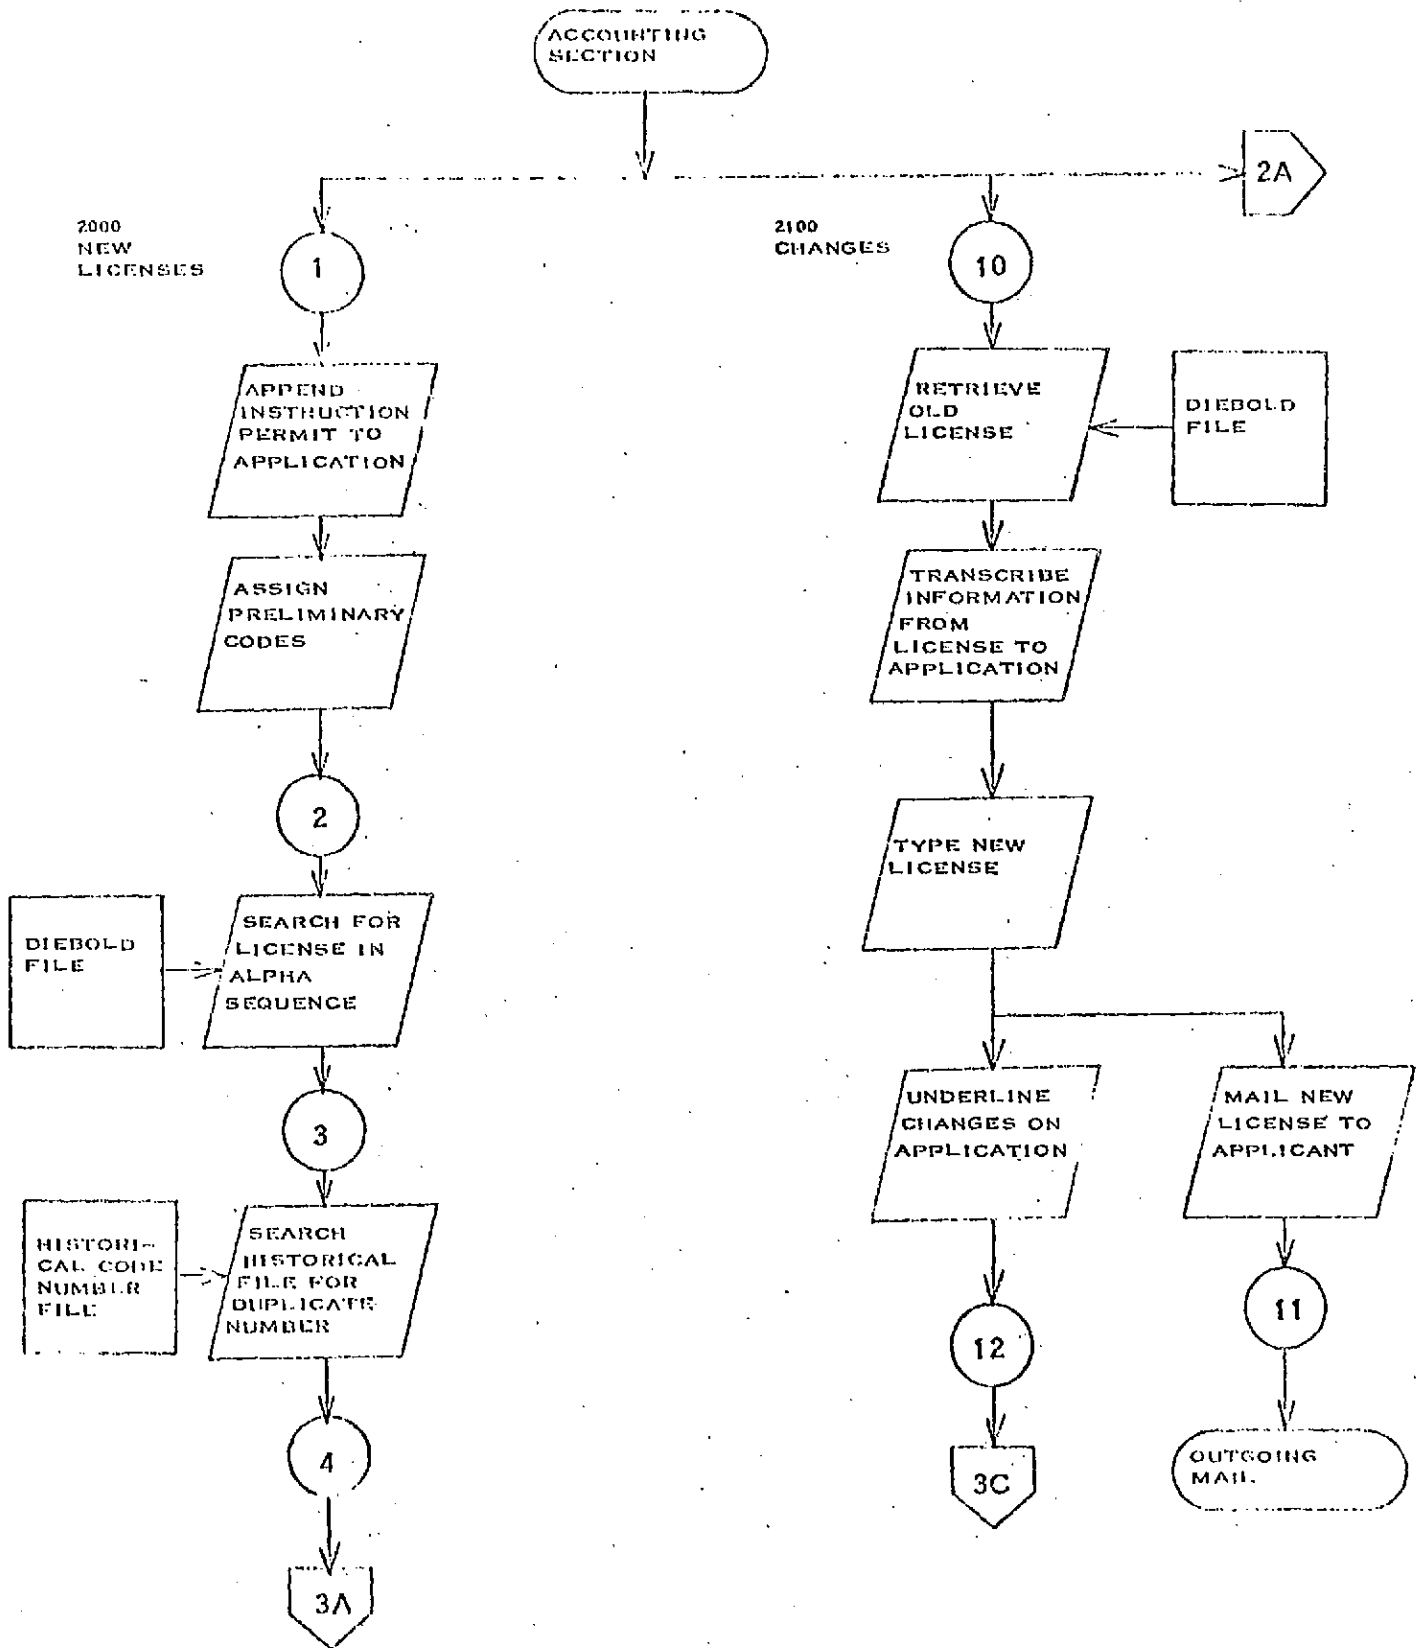 ACCOUNTING
SECTION
2A
2000
NEW
LICENSES
1
APPEND
INSTRUCTION
PERMIT TO
APPLICATION
ASSIGN
PRELIMINARY
CODES
2
DIEBOLD
FILE
SEARCH FOR
LICENSE IN
ALPHA
SEQUENCE
3
HISTORI-
CAL CODE
NUMBER
FILE
SEARCH
HISTORICAL
FILE FOR
DUPLICATE
NUMBER
4
3A
2100
CHANGES
10
RETRIEVE
OLD
LICENSE
DIEBOLD
FILE
TRANSCRIBE
INFORMATION
FROM
LICENSE TO
APPLICATION
TYPE NEW
LICENSE
UNDERLINE
CHANGES ON
APPLICATION
12
3C
MAIL NEW
LICENSE TO
APPLICANT
11
OUTGOING
MAIL